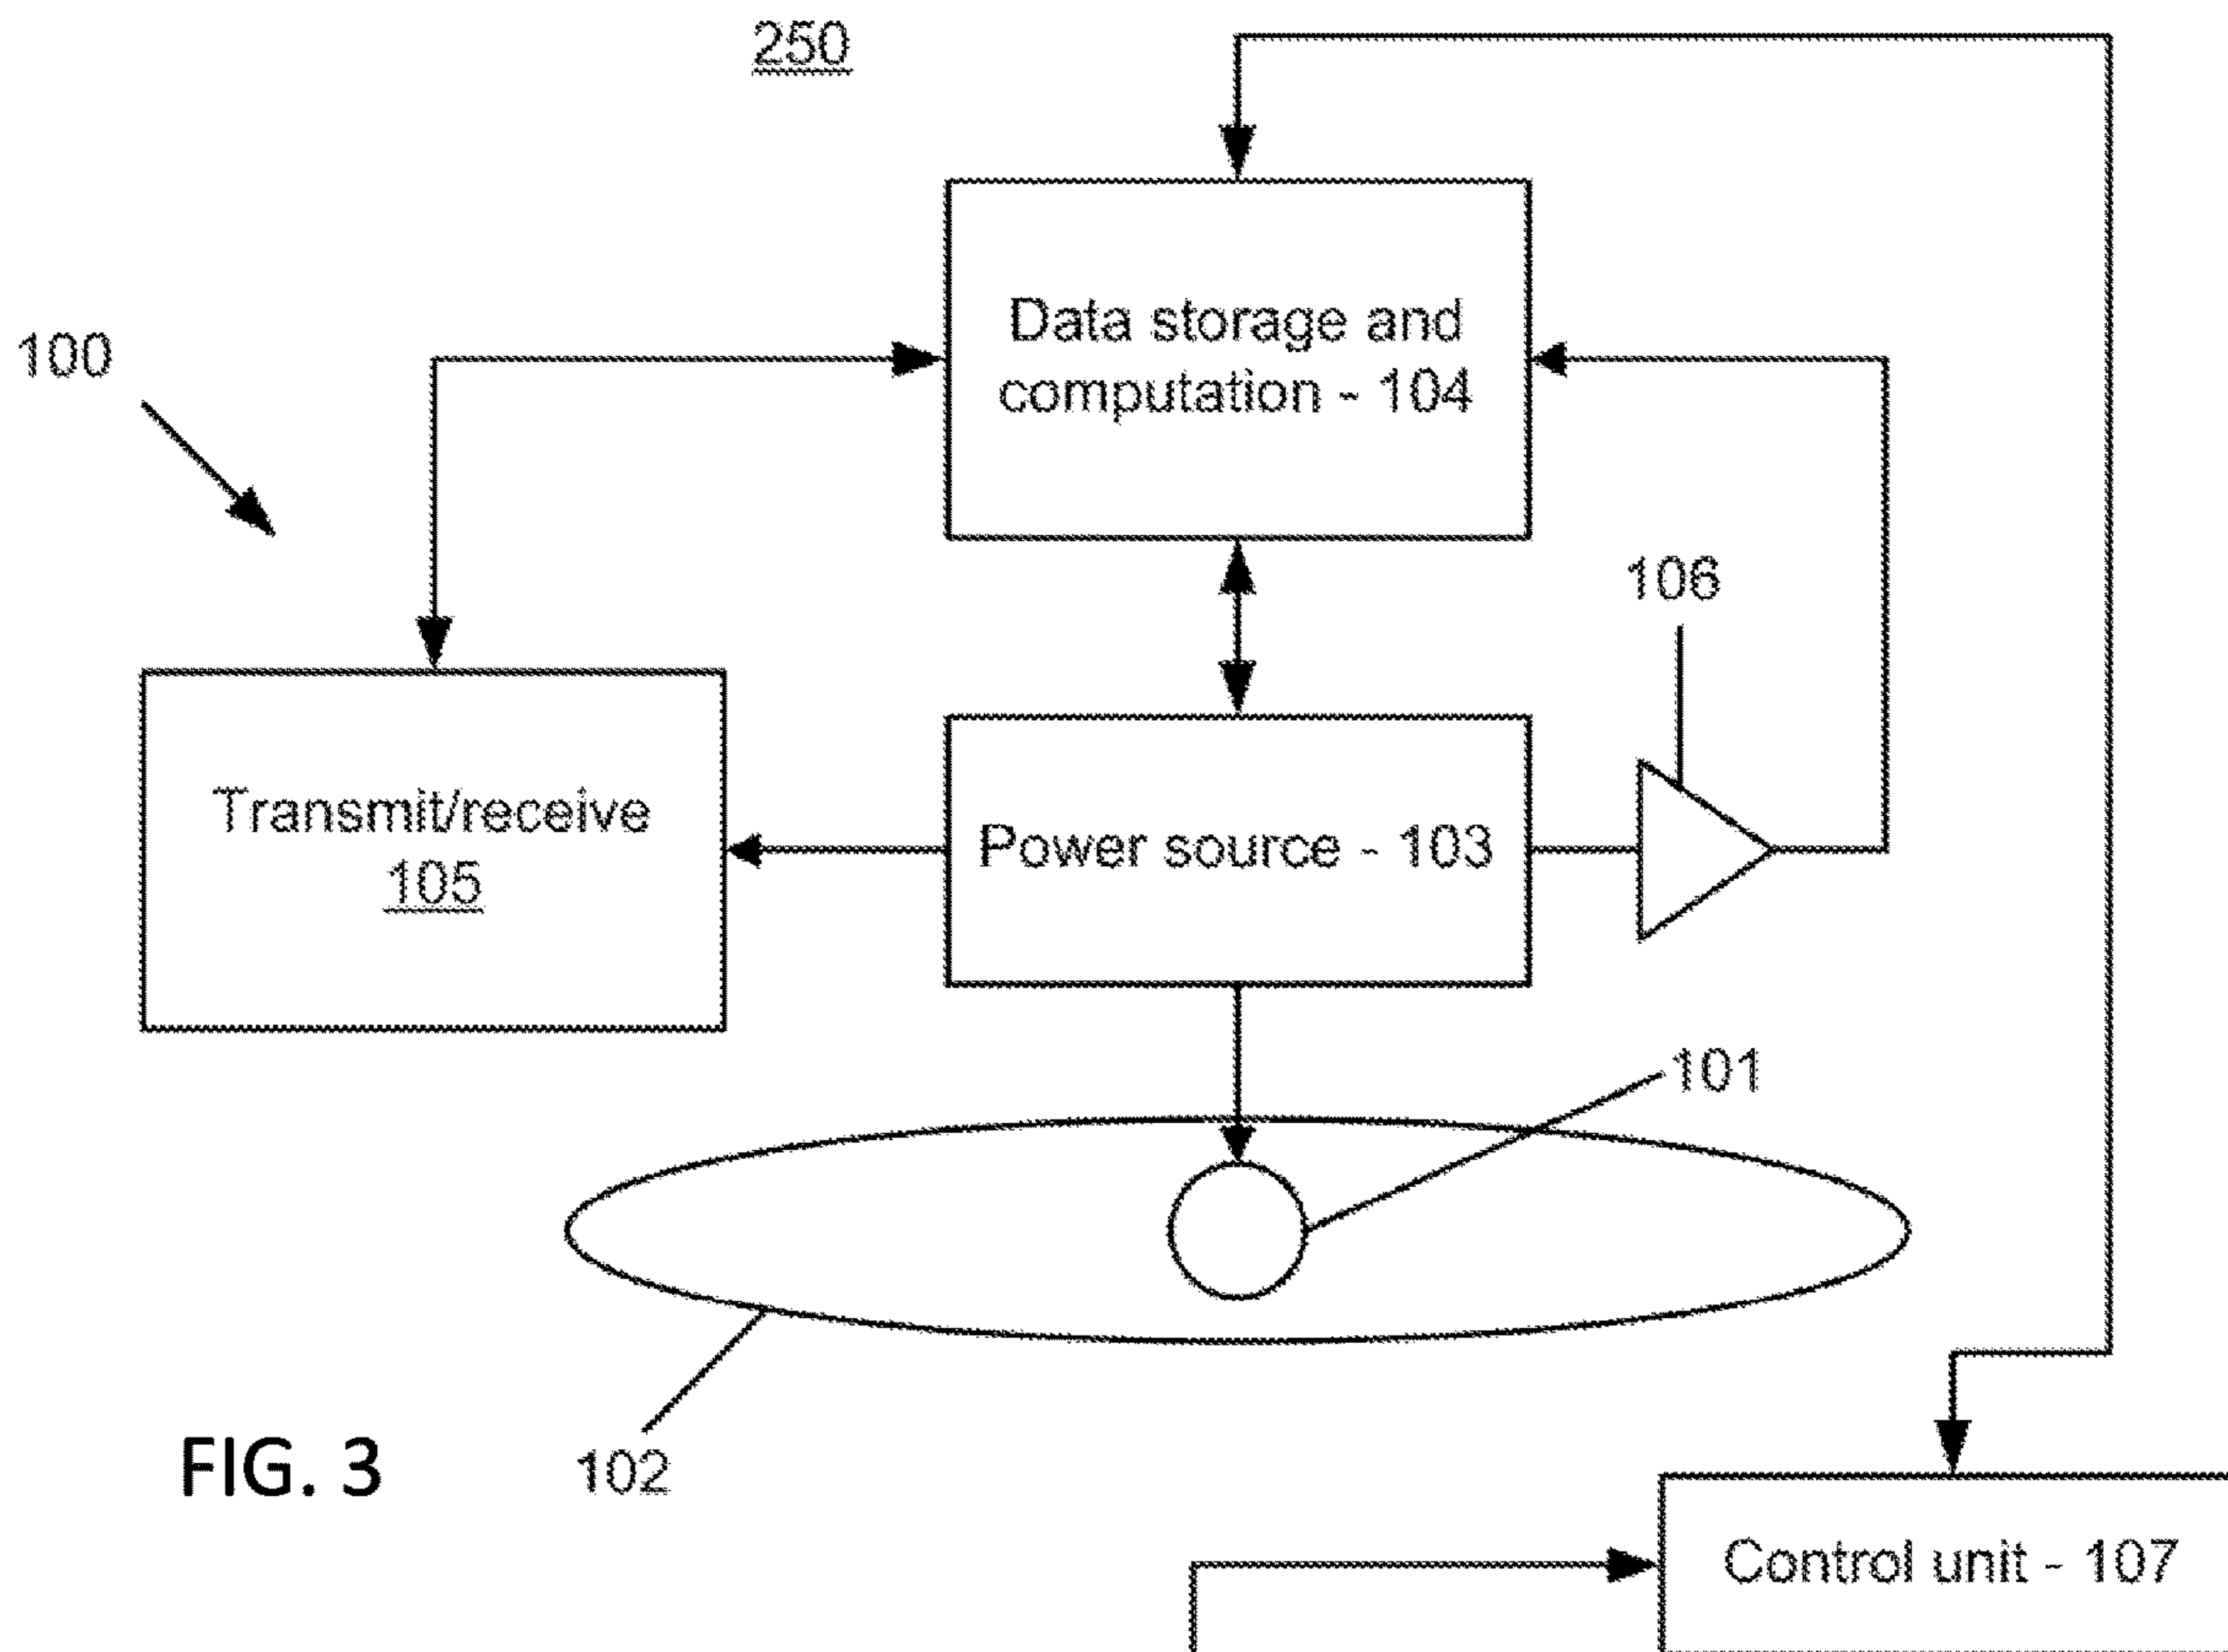 250
100
Data storage and
computation - 104
106
Transmit/receive
105
Power source - 103
101
FIG. 3
102
Control unit - 107